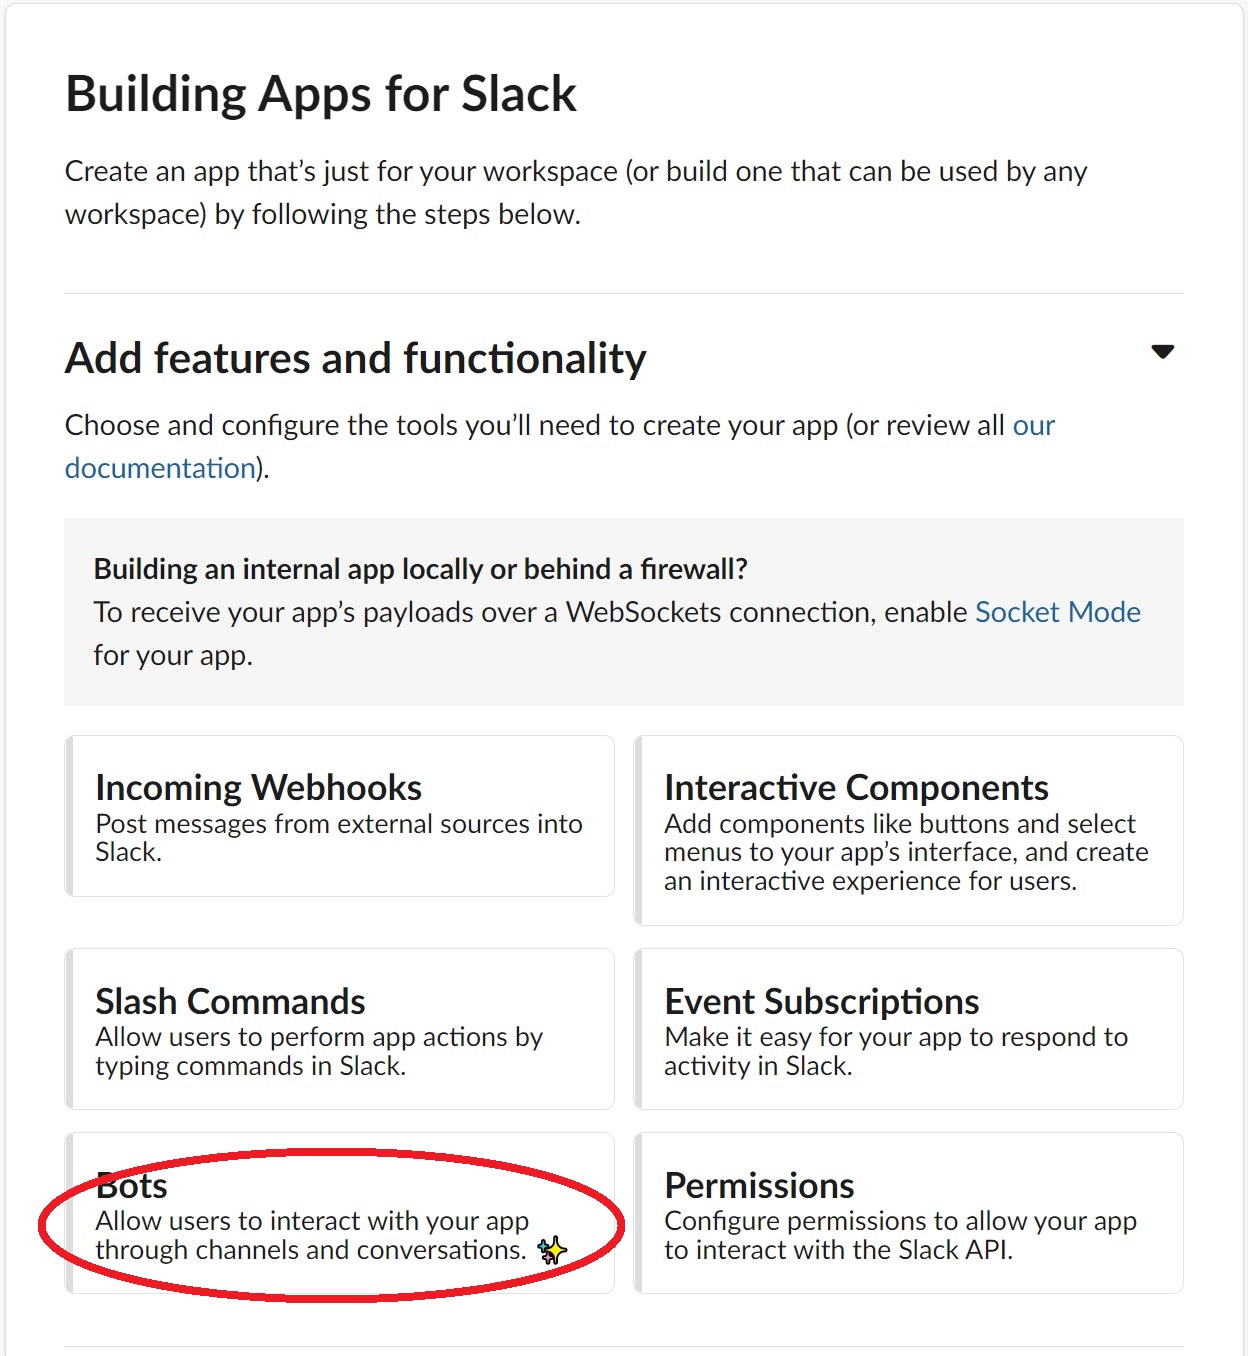 Building Apps for Slack
Create an app that’s just for your workspace (or build one that can be used by any
workspace) by following the steps below.
Add features and functionality
Choose and configure the tools you’ll need to create your app (or review all our
documentation).
Building an internal app locally or behind a firewall?
To receive your app’s payloads over a WebSockets connection, enable Socket Mode
for your app.
Incoming Webhooks
Post messages from external sources into
Slack.
Interactive Components
Add components like buttons and select
menus to your app’s interface, and create
an interactive experience for users.
Slash Commands
Allow users to perform app actions by
typing commands in Slack.
Event Subscriptions
Make it easy for your app to respond to
activity in Slack.
Bots
Allow users to interact with your app
through channels and conversations.
Permissions
Configure permissions to allow your app
to interact with the Slack API.